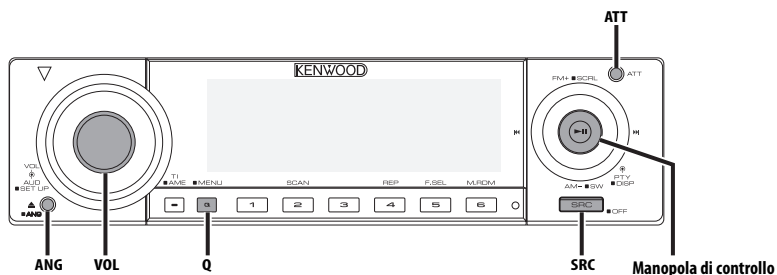 ATT
KENWOOD
FM+ ■SCRL
ATT
VOL
AUD
■SET UP
TI
■AME ■MENU SCAN REP F.SEL M.RDM
PTY
■DISP
AM– ■SW
■ANG
Q 1 2 3 4 5 6
SRC
■OFF
ANG VOL Q SRC Manopola di controllo